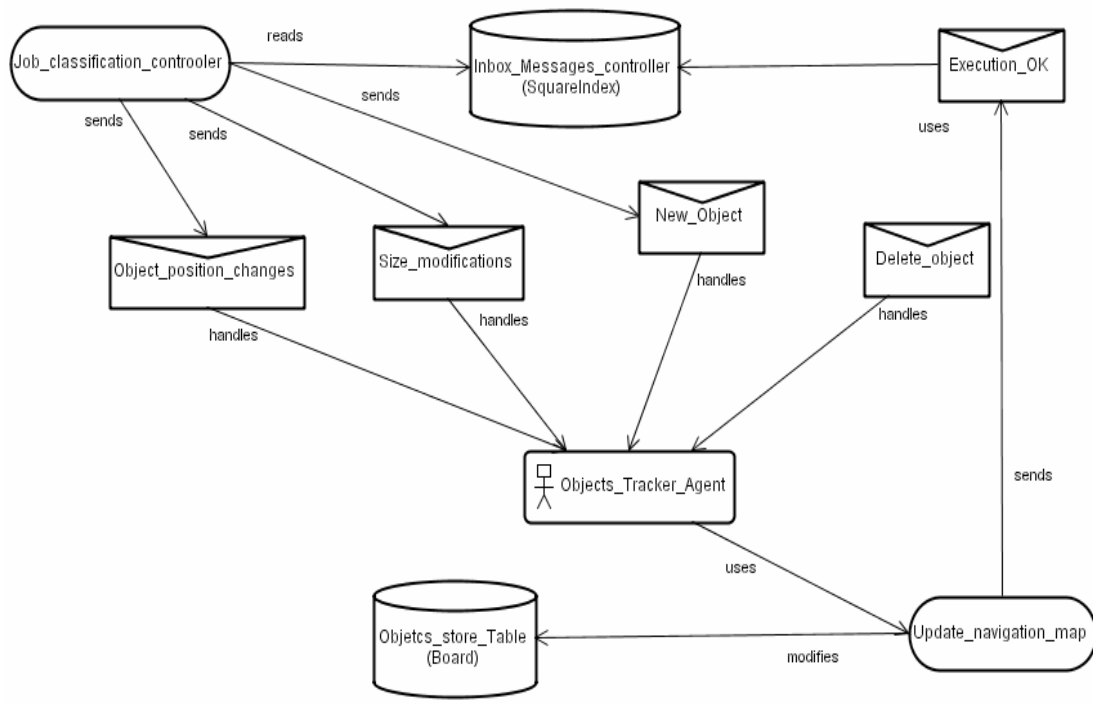 reads
Job_classification_controoler
Inbox_Messages_controller
(SquareIndex)
Execution_OK
sends
sends
sends
uses
New_Object
Object_position_changes
Size_modifications
Delete_object
handles
handles
handles
handles
Objects_Tracker_Agent
sends
uses
Objetcs_store_Table
(Board)
Update_navigation_map
modifies